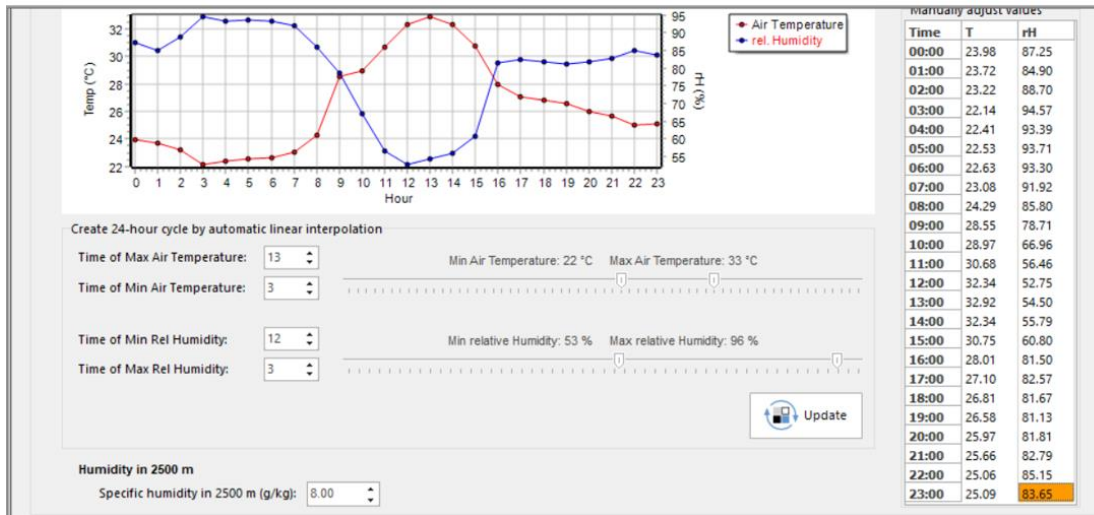 Manually adjust values
Time T rH
00:00 23.98 87.25
01:00 23.72 84.90
02:00 23.22 88.70
03:00 22.14 94.57
04:00 22.41 93.39
05:00 22.53 93.71
06:00 22.63 93.30
07:00 23.08 91.92
08:00 24.29 85.80
09:00 28.55 78.71
10:00 28.97 66.96
11:00 30.68 56.46
12:00 32.34 52.75
13:00 32.92 54.50
14:00 32.34 55.79
15:00 30.75 60.80
16:00 28.01 81.50
17:00 27.10 82.57
18:00 26.81 81.67
19:00 26.58 81.13
20:00 25.97 81.81
21:00 25.66 82.79
22:00 25.06 85.15
23:00 25.09 83.65
Air Temperature
rel. Humidity
Temp (°C)
32
30
28
26
24
22
rH (%)
95
90
85
80
75
70
65
60
55
0 1 2 3 4 5 6 7 8 9 10 11 12 13 14 15 16 17 18 19 20 21 22 23
Hour
Create 24-hour cycle by automatic linear interpolation
Time of Max Air Temperature: 13 Min Air Temperature: 22 °C Max Air Temperature: 33 °C
Time of Min Air Temperature: 3
Time of Min Rel Humidity: 12 Min relative Humidity: 53 % Max relative Humidity: 96 %
Time of Max Rel Humidity: 3
Update
Humidity in 2500 m
Specific humidity in 2500 m (g/kg): 8.00